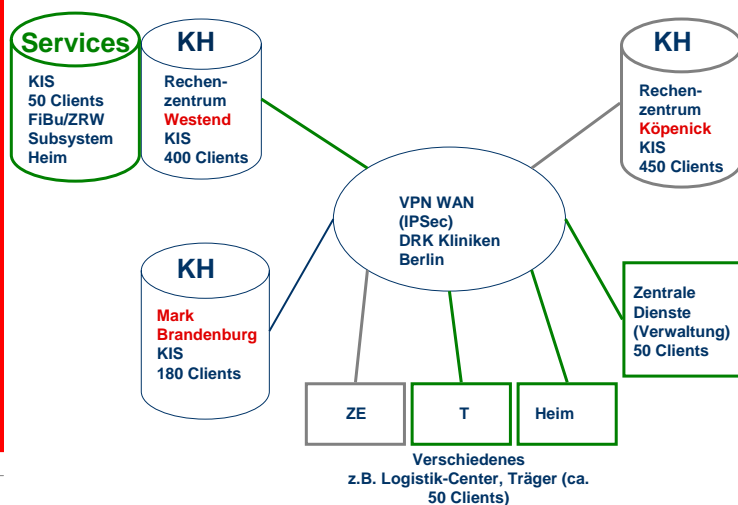 Services
KIS
50 Clients
FiBu/ZRW
Subsystem
Heim
KH
Rechen-
zentrum
Westend
KIS
400 Clients
KH
Rechen-
zentrum
Köpenick
KIS
450 Clients
VPN WAN
(IPSec)
DRK Kliniken
Berlin
KH
Mark
Brandenburg
KIS
180 Clients
Zentrale
Dienste
(Verwaltung)
50 Clients
ZE
T
Heim
Verschiedenes
z.B. Logistik-Center, Träger (ca.
50 Clients)